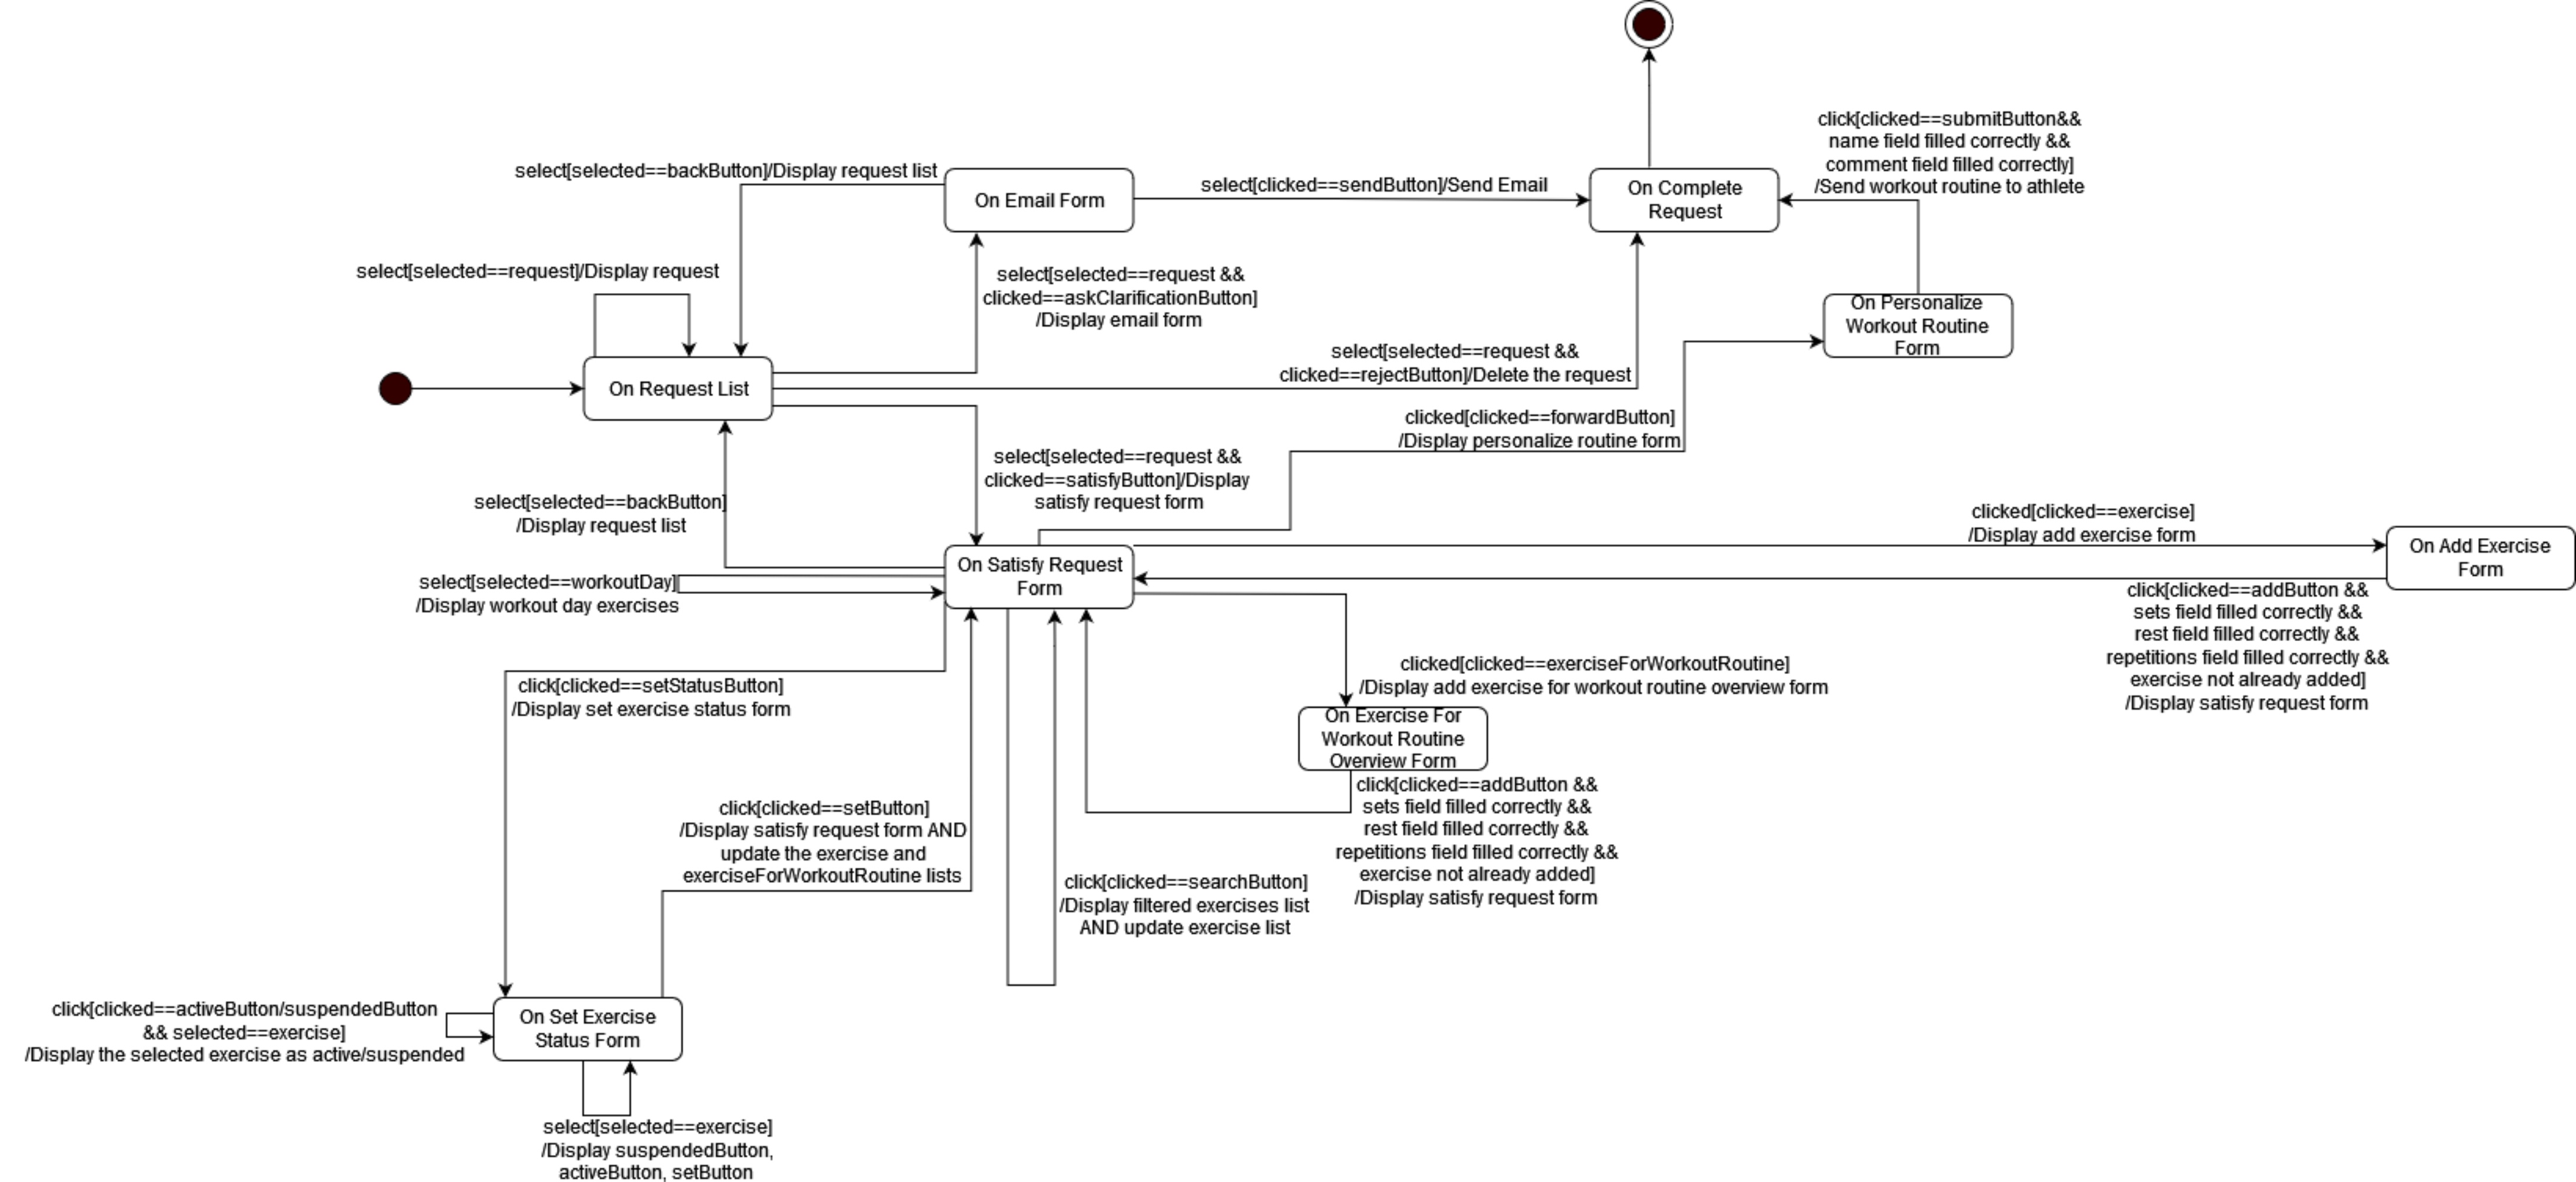 click[clicked==submitButton&&
name field filled correctly &&
comment field filled correctly]
/Send workout routine to athlete
select[selected==backButton]/Display request list
On Email Form
select[clicked==sendButton]/Send Email
On Complete
Request
select[selected==request]/Display request
select[selected==request &&
clicked==askClarificationButton]
/Display email form
On Personalize
Workout Routine
Form
select[selected==request &&
clicked==rejectButton]/Delete the request
On Request List
clicked[clicked==forwardButton]
/Display personalize routine form
select[selected==request &&
clicked==satisfyButton]/Display
satisfy request form
select[selected==backButton]
/Display request list
clicked[clicked==exercise]
/Display add exercise form
On Add Exercise
Form
On Satisfy Request
Form
select[selected==workoutDay]
/Display workout day exercises
click[clicked==addButton &&
sets field filled correctly &&
rest field filled correctly &&
repetitions field filled correctly &&
exercise not already added]
/Display satisfy request form
click[clicked==setStatusButton]
/Display set exercise status form
clicked[clicked==exerciseForWorkoutRoutine]
/Display add exercise for workout routine overview form
On Exercise For
Workout Routine
Overview Form
click[clicked==addButton &&
sets field filled correctly &&
rest field filled correctly &&
repetitions field filled correctly &&
exercise not already added]
/Display satisfy request form
click[clicked==setButton]
/Display satisfy request form AND
update the exercise and
exerciseForWorkoutRoutine lists
click[clicked==searchButton]
/Display filtered exercises list
AND update exercise list
click[clicked==activeButton/suspendedButton
&& selected==exercise]
/Display the selected exercise as active/suspended
On Set Exercise
Status Form
select[selected==exercise]
/Display suspendedButton,
activeButton, setButton